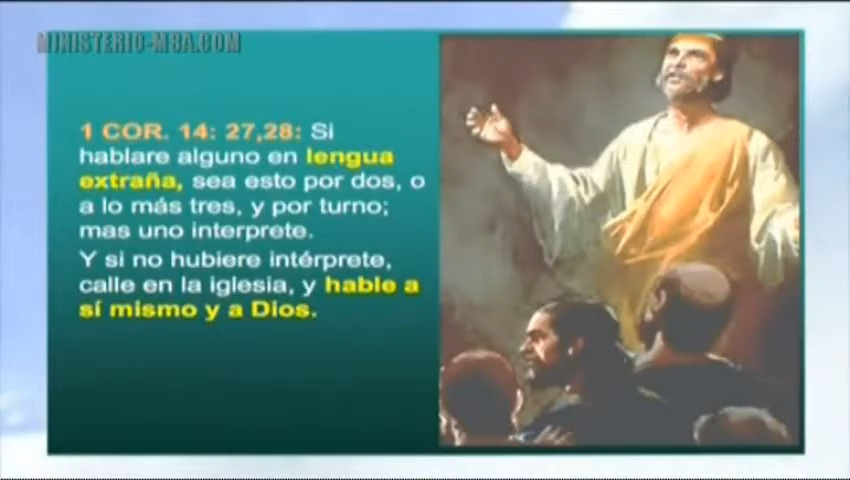 MINISTERIO-MBA.COM
1 COR. 14: 27,28: Si
hablare alguno en lengua
extraña, sea esto por dos, o
a lo más tres, y por turno;
mas uno interprete.
Y si no hubiere intérprete,
calle en la iglesia, y hable a
sí mismo y a Dios.